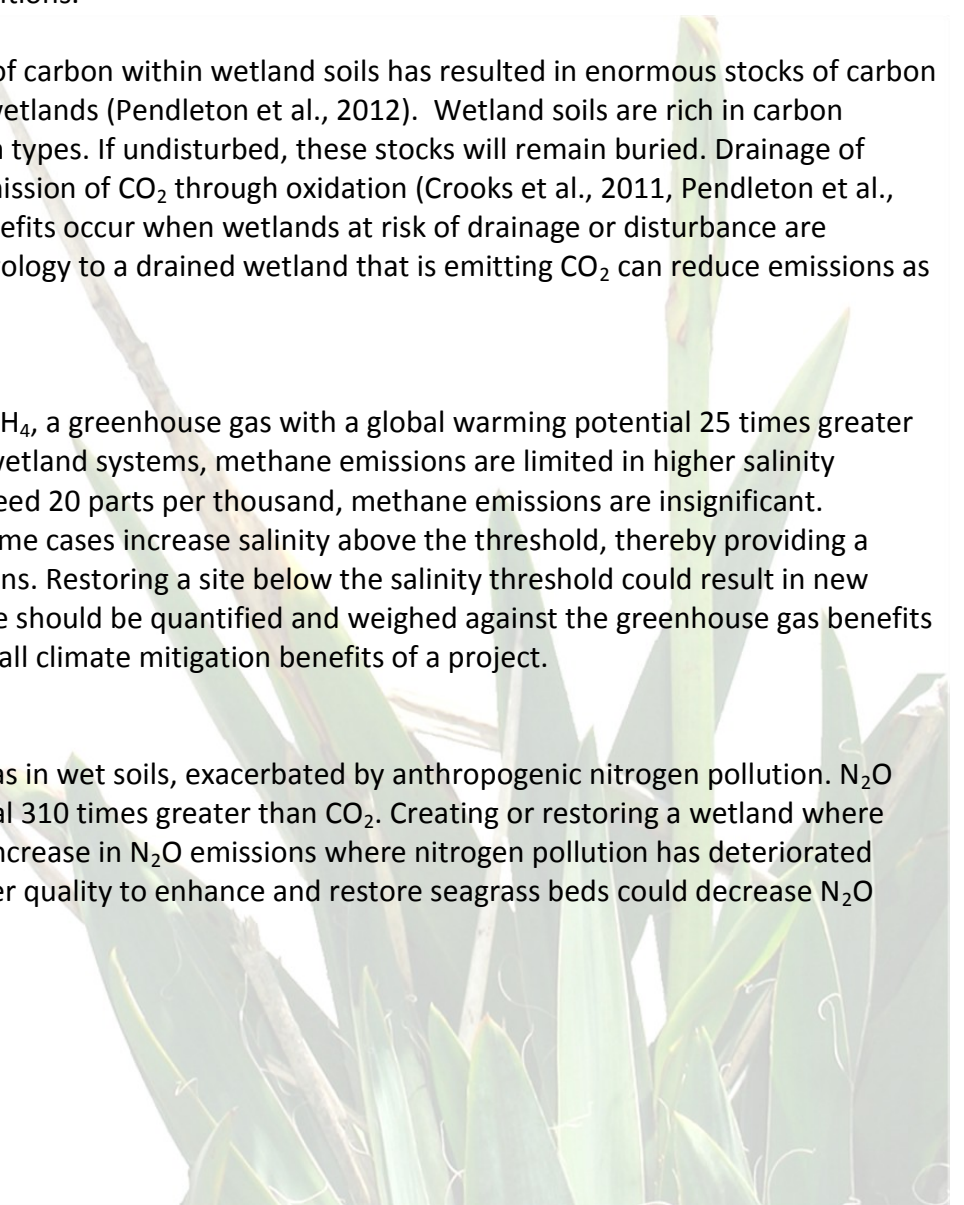 itions.
of carbon within wetland soils has resulted in enormous stocks of carbon
wetlands (Pendleton et al., 2012).  Wetland soils are rich in carbon
n types. If undisturbed, these stocks will remain buried. Drainage of
ission of CO₂ through oxidation (Crooks et al., 2011, Pendleton et al.,
efits occur when wetlands at risk of drainage or disturbance are
ology to a drained wetland that is emitting CO₂ can reduce emissions as
H₄, a greenhouse gas with a global warming potential 25 times greater
wetland systems, methane emissions are limited in higher salinity
eed 20 parts per thousand, methane emissions are insignificant.
me cases increase salinity above the threshold, thereby providing a
ns. Restoring a site below the salinity threshold could result in new
e should be quantified and weighed against the greenhouse gas benefits
all climate mitigation benefits of a project.
as in wet soils, exacerbated by anthropogenic nitrogen pollution. N₂O
al 310 times greater than CO₂. Creating or restoring a wetland where
ncrease in N₂O emissions where nitrogen pollution has deteriorated
er quality to enhance and restore seagrass beds could decrease N₂O